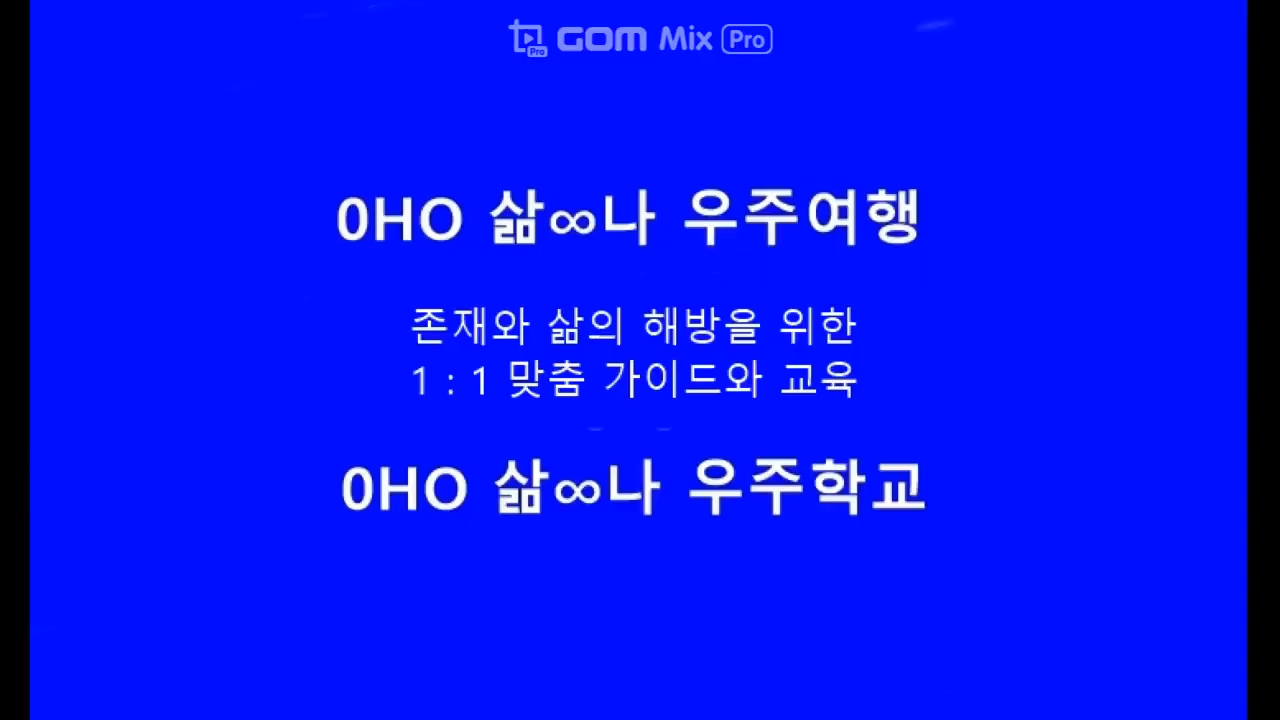 GOM Mix Pro
0HO 삶∞나 우주여행
존재와 삶의 해방을 위한
1 : 1 맞춤 가이드와 교육
0HO 삶∞나 우주학교